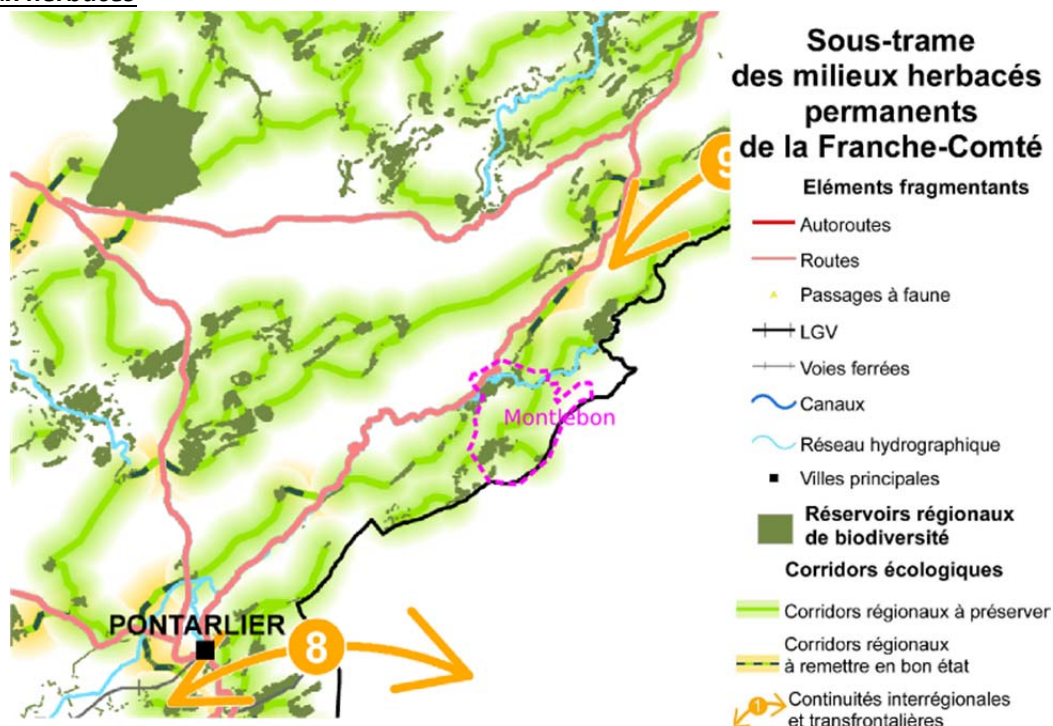 herbacés
Sous-trame
des milieux herbacés
permanents
de la Franche-Comté
Eléments fragmentants
Autoroutes
Routes
Passages à faune
LGV
Voies ferrées
Canaux
Réseau hydrographique
Villes principales
Réservoirs régionaux
de biodiversité
Corridors écologiques
Corridors régionaux à préserver
Corridors régionaux
à remettre en bon état
1
Continuités interrégionales
et transfrontalières
9
Montlebon
PONTARLIER
8